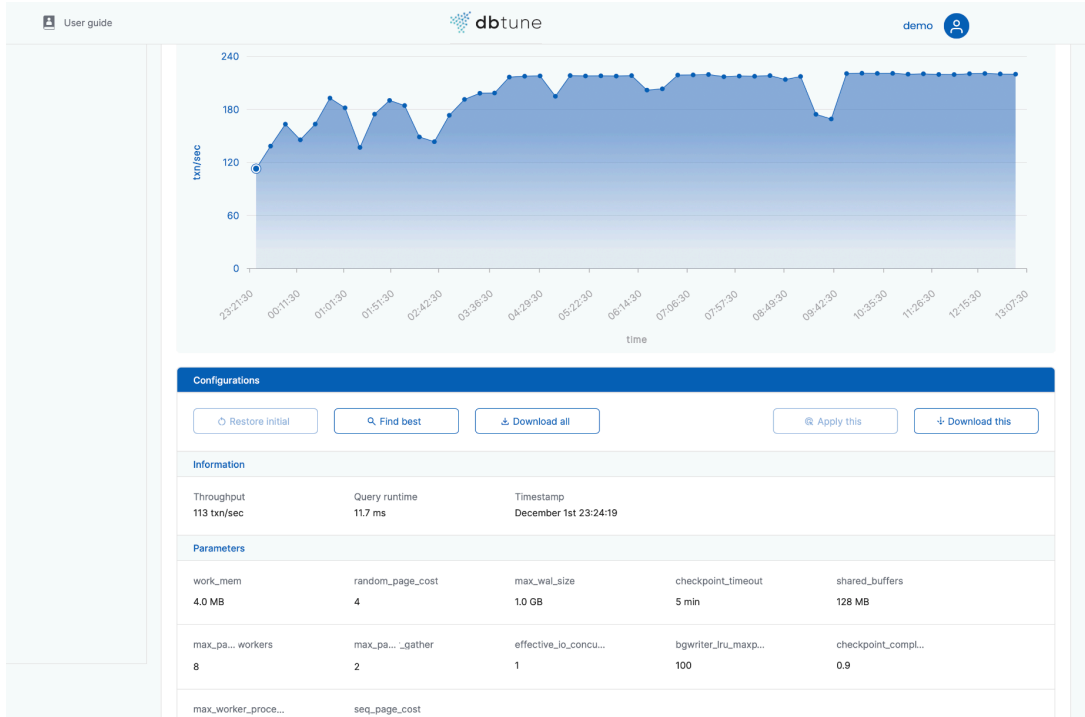 User guide
dbtune
demo
240
180
120
60
0
txn/sec
23:21:30 00:11:30 01:01:30 01:51:30 02:42:30 03:36:30 04:29:30 05:22:30 06:14:30 07:06:30 07:57:30 08:49:30 09:42:30 10:35:30 11:26:30 12:15:30 13:07:30
time
Configurations
Restore initial Find best Download all Apply this Download this
Information
Throughput Query runtime Timestamp
113 txn/sec 11.7 ms December 1st 23:24:19
Parameters
work_mem random_page_cost max_wal_size checkpoint_timeout shared_buffers
4.0 MB 4 1.0 GB 5 min 128 MB
max_pa... workers max_pa... _gather effective_io_concu... bgwriter_lru_maxp... checkpoint_compl...
8 2 1 100 0.9
max_worker_proce... seq_page_cost